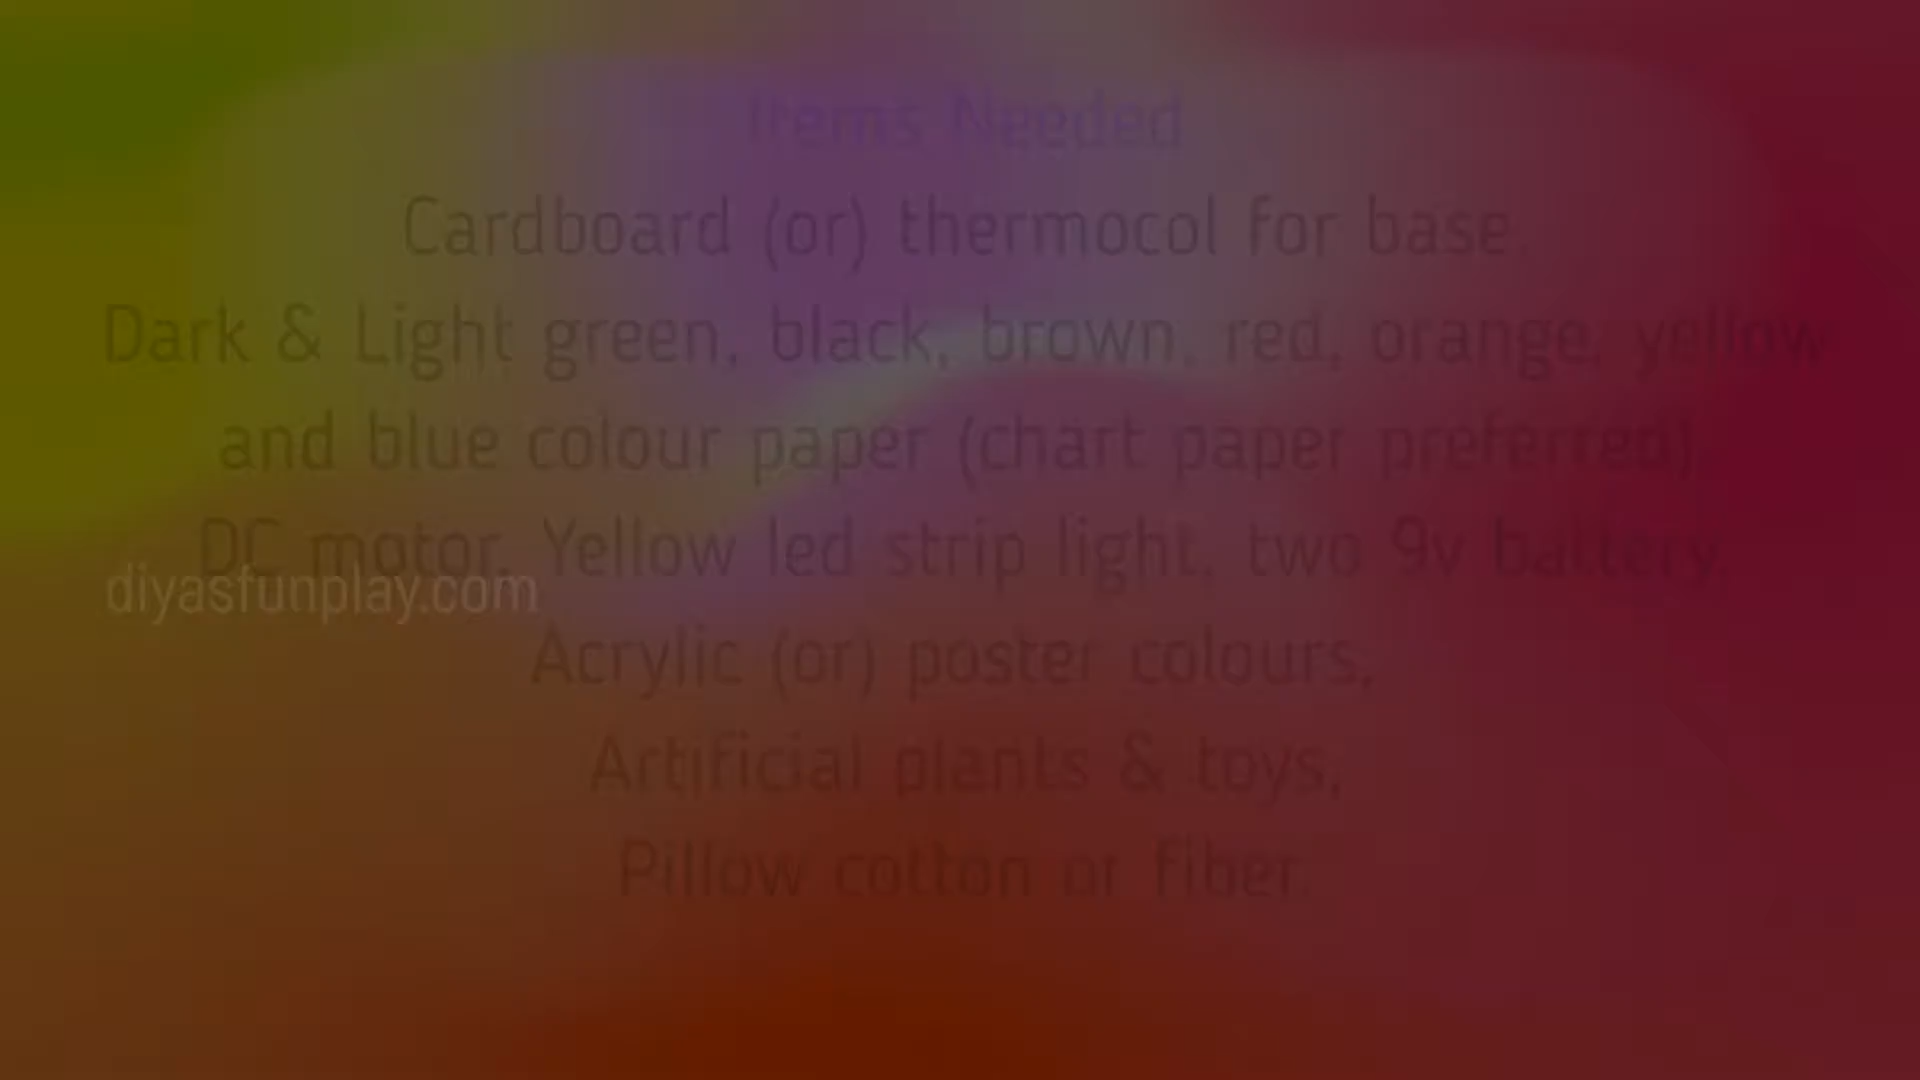 Items Needed
Cardboard (or) thermocol for base.
Dark & Light green, black, brown, red, orange, yellow
and blue colour paper (chart paper preferred),
DC motor, Yellow led strip light, two 9v battery,
diyasfunplay.com
Acrylic (or) poster colours,
Artificial plants & toys,
Pillow cotton or fiber.